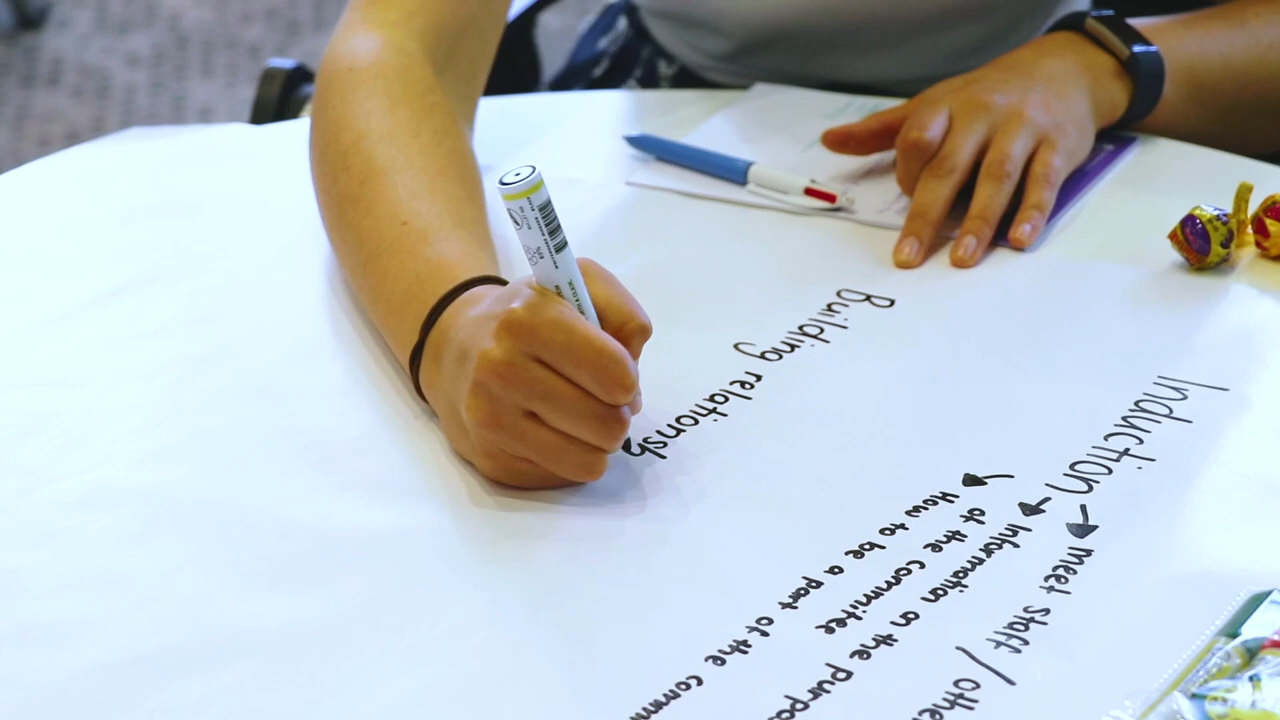 Induction → meet staff / othe
→ Information on the purpo
of the commitee
→ How to be a part of the comm
Building relationsh